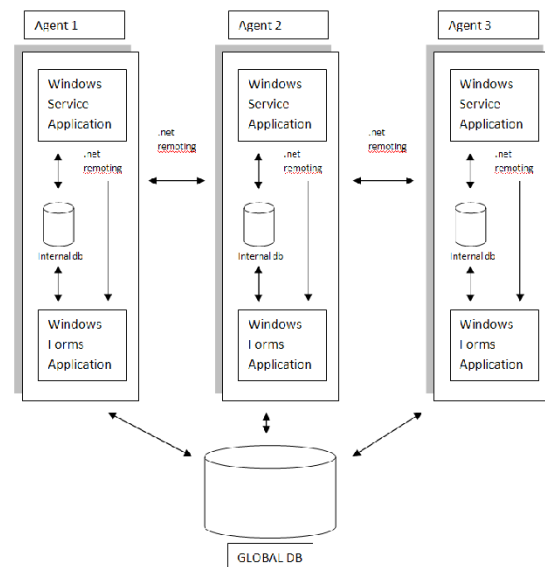 Agent 1
Agent 2
Agent 3
Windows
Service
Application
Windows
Service
Application
Windows
Service
Application
.net
remoting
.net
remoting
.net
remoting
.net
remoting
.net
remoting
Internal db
Internal db
Internal db
Windows
Forms
Application
Windows
Forms
Application
Windows
Forms
Application
GLOBAL DB